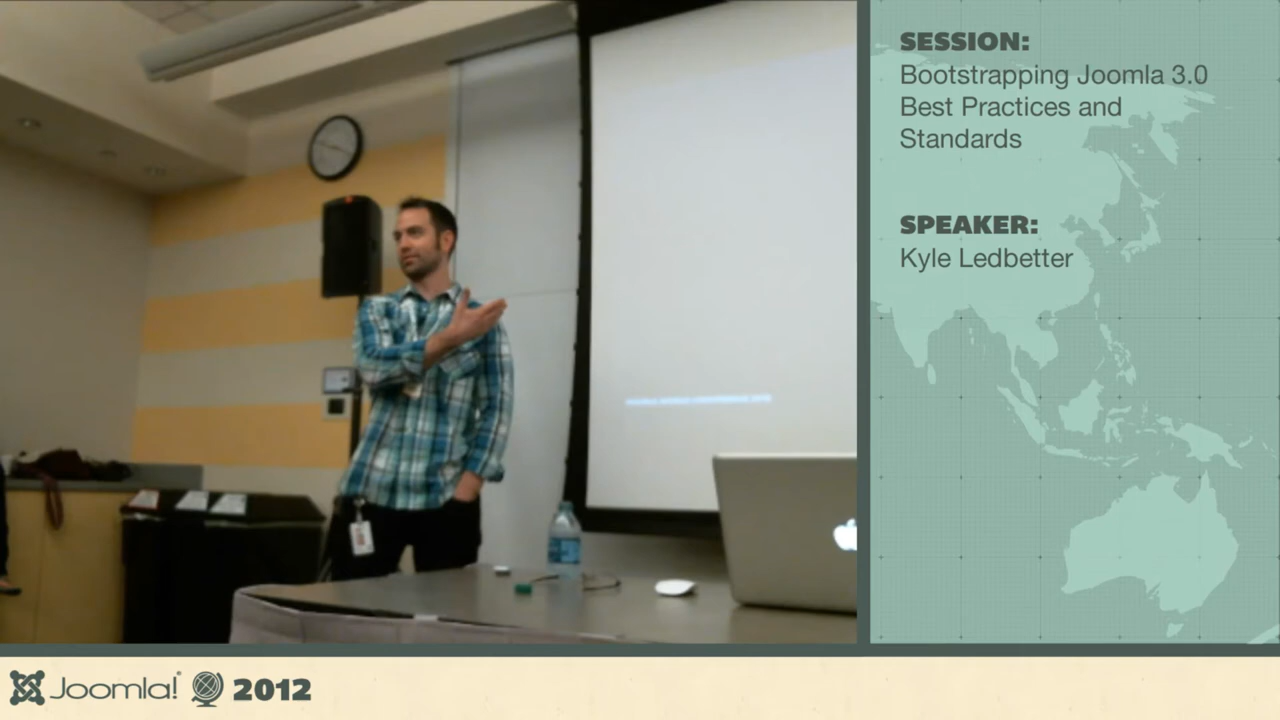 SESSION:
Bootstrapping Joomla 3.0
Best Practices and
Standards
SPEAKER:
Kyle Ledbetter
Joomla!® 2012